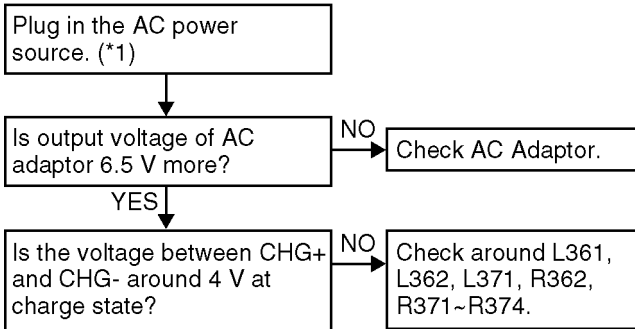 Plug in the AC power
source. (*1)
Is output voltage of AC
adaptor 6.5 V more?
NO
Check AC Adaptor.
YES
Is the voltage between CHG+
and CHG- around 4 V at
charge state?
NO
Check around L361,
L362, L371, R362,
R371~R374.